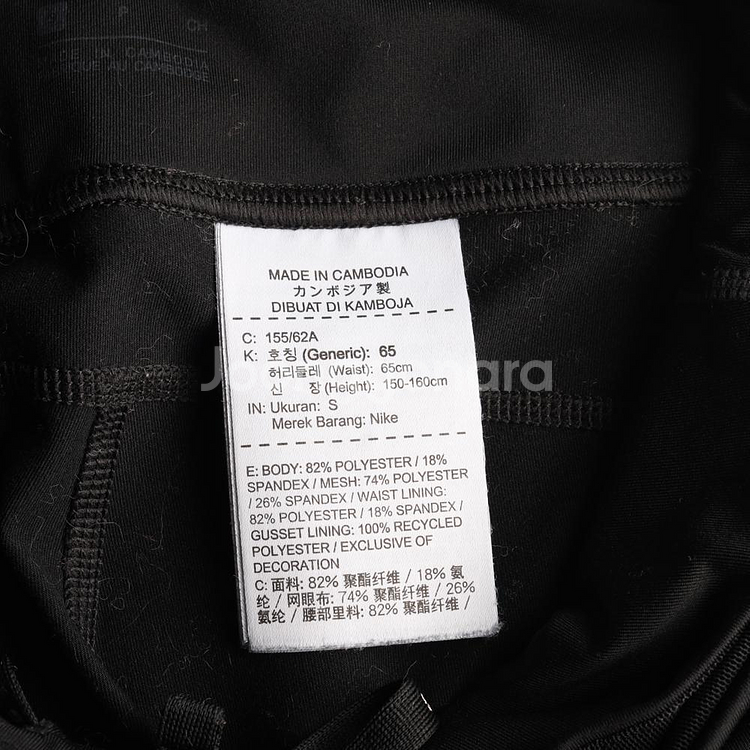 P CH
MADE IN CAMBODIA
MADE IN CAMBODIA
カンボジア製
DIBUAT DI KAMBOJA
C: 155/62A
K: 호칭 (Generic): 65
허리들레 (Waist): 65cm
신 장 (Height): 150-160cm
IN: Ukuran: S
Merek Barang: Nike
E: BODY: 82% POLYESTER / 18%
SPANDEX / MESH: 74% POLYESTER
/ 26% SPANDEX / WAIST LINING:
82% POLYESTER / 18% SPANDEX /
GUSSET LINING: 100% RECYCLED
POLYESTER / EXCLUSIVE OF
DECORATION
C: 面料: 82% 聚酯纤维 / 18% 氨
纶 / 网眼布: 74% 聚酯纤维 / 26%
氨纶 / 腰部里料: 82% 聚酯纤维 /